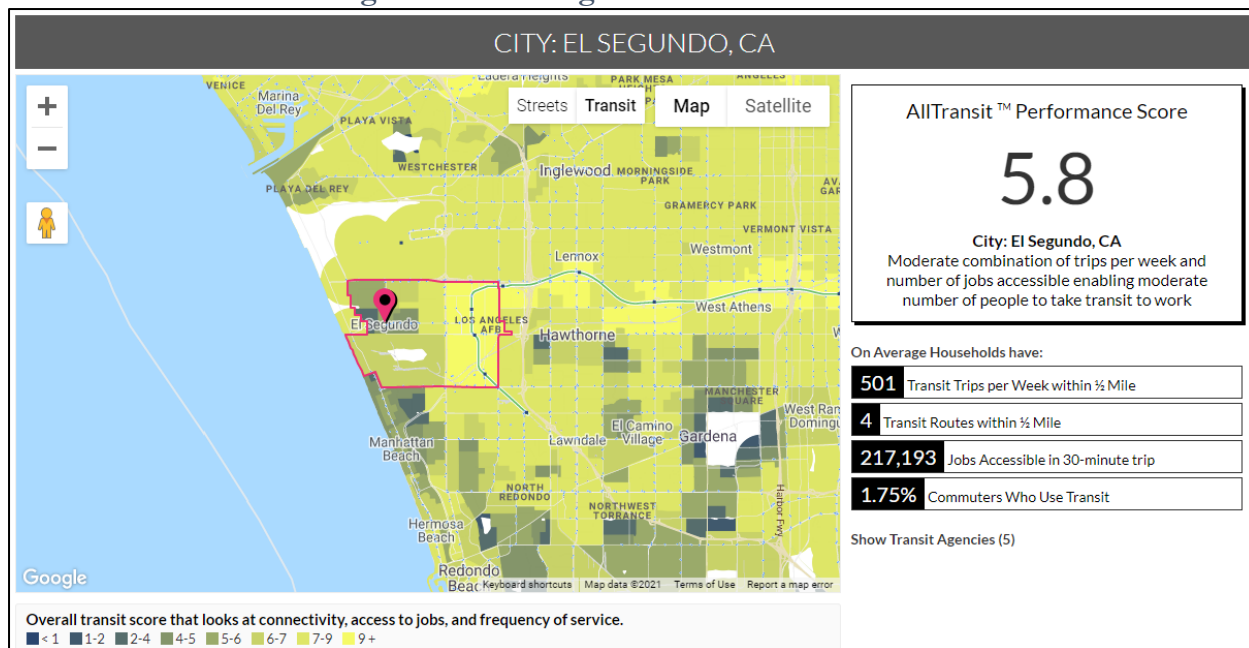 CITY: EL SEGUNDO, CA
VENICE
Marina
Del Rey
PLAYA VISTA
Ladera Heights
PARK MESA
Streets
Transit
Map
Satellite
WESTCHESTER
PLAYA DEL REY
Inglewood
MORNINGSIDE
PARK
GRAMERCY PARK
VERMONT VISTA
Westmont
Lennox
West Athens
El Segundo
LOS ANGELES
AFB
Hawthorne
MANCHESTER
SQUARE
El Camino
Village
Gardena
Lawndale
Manhattan
Beach
NORTH
REDONDO
NORTHWEST
TORRANCE
Harbor Fwy
Hermosa
Beach
Redondo
Google
Keyboard shortcuts
Map data ©2021
Terms of Use
Report a map error
Overall transit score that looks at connectivity, access to jobs, and frequency of service.
< 1 1-2 2-4 4-5 5-6 6-7 7-9 9 +
AllTransit ™ Performance Score
5.8
City: El Segundo, CA
Moderate combination of trips per week and
number of jobs accessible enabling moderate
number of people to take transit to work
On Average Households have:
501 Transit Trips per Week within ½ Mile
4 Transit Routes within ½ Mile
217,193 Jobs Accessible in 30-minute trip
1.75% Commuters Who Use Transit
Show Transit Agencies (5)